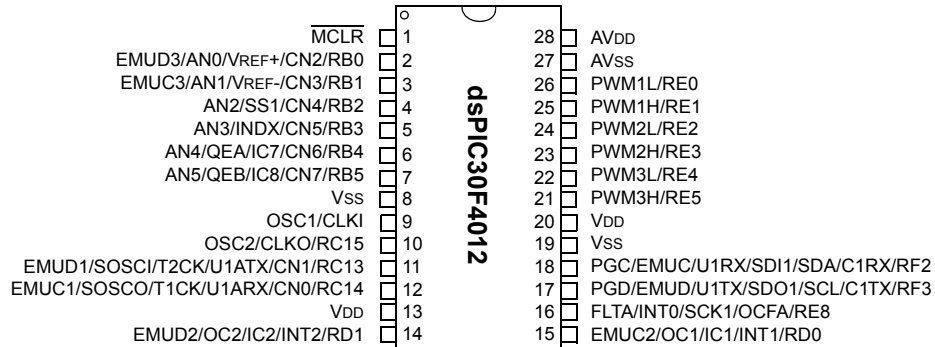 MCLR 1 28 AVDD
EMUD3/AN0/VREF+/CN2/RB0 2 27 AVSS
EMUC3/AN1/VREF-/CN3/RB1 3 26 PWM1L/RE0
AN2/SS1/CN4/RB2 4 25 PWM1H/RE1
AN3/INDX/CN5/RB3 5 24 PWM2L/RE2
AN4/QEA/IC7/CN6/RB4 6 23 PWM2H/RE3
AN5/QEB/IC8/CN7/RB5 7 22 PWM3L/RE4
VSS 8 21 PWM3H/RE5
OSC1/CLKI 9 20 VDD
OSC2/CLKO/RC15 10 19 VSS
EMUD1/SOSCI/T2CK/U1ATX/CN1/RC13 11 18 PGC/EMUC/U1RX/SDI1/SDA/C1RX/RF2
EMUC1/SOSCO/T1CK/U1ARX/CN0/RC14 12 17 PGD/EMUD/U1TX/SDO1/SCL/C1TX/RF3
VDD 13 16 FLTA/INT0/SCK1/OCFA/RE8
EMUD2/OC2/IC2/INT2/RD1 14 15 EMUC2/OC1/IC1/INT1/RD0
dsPIC30F4012